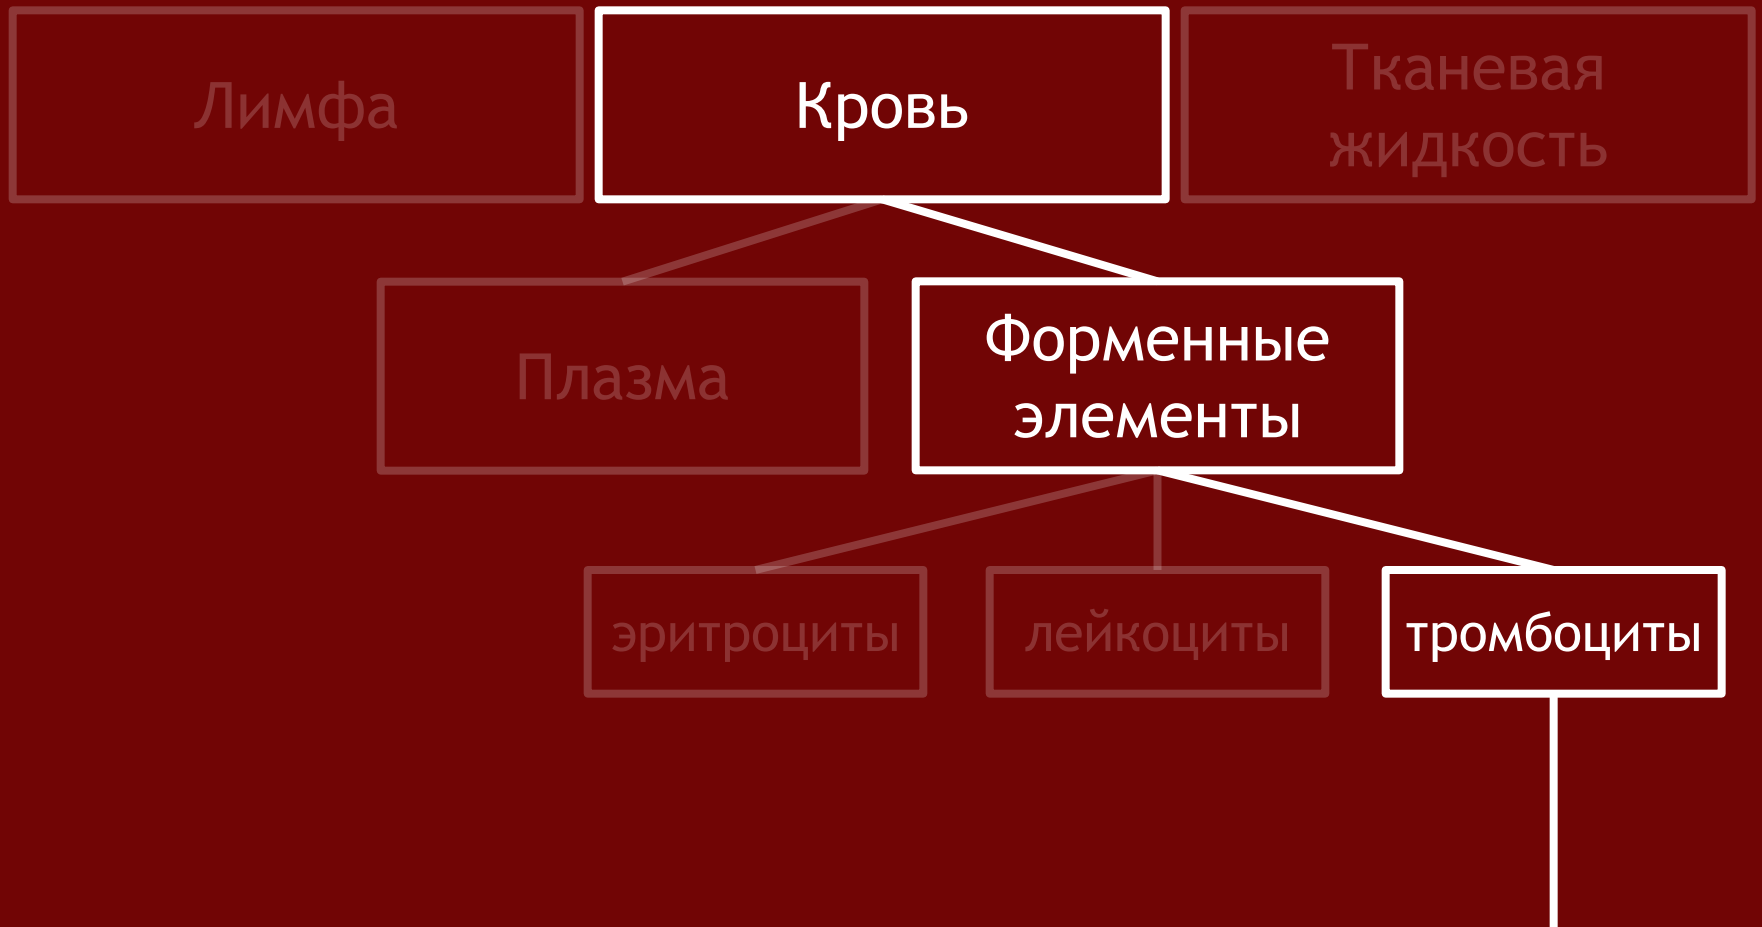 Лимфа
Кровь
Тканевая
жидкость
Плазма
Форменные
элементы
эритроциты
лейкоциты
тромбоциты